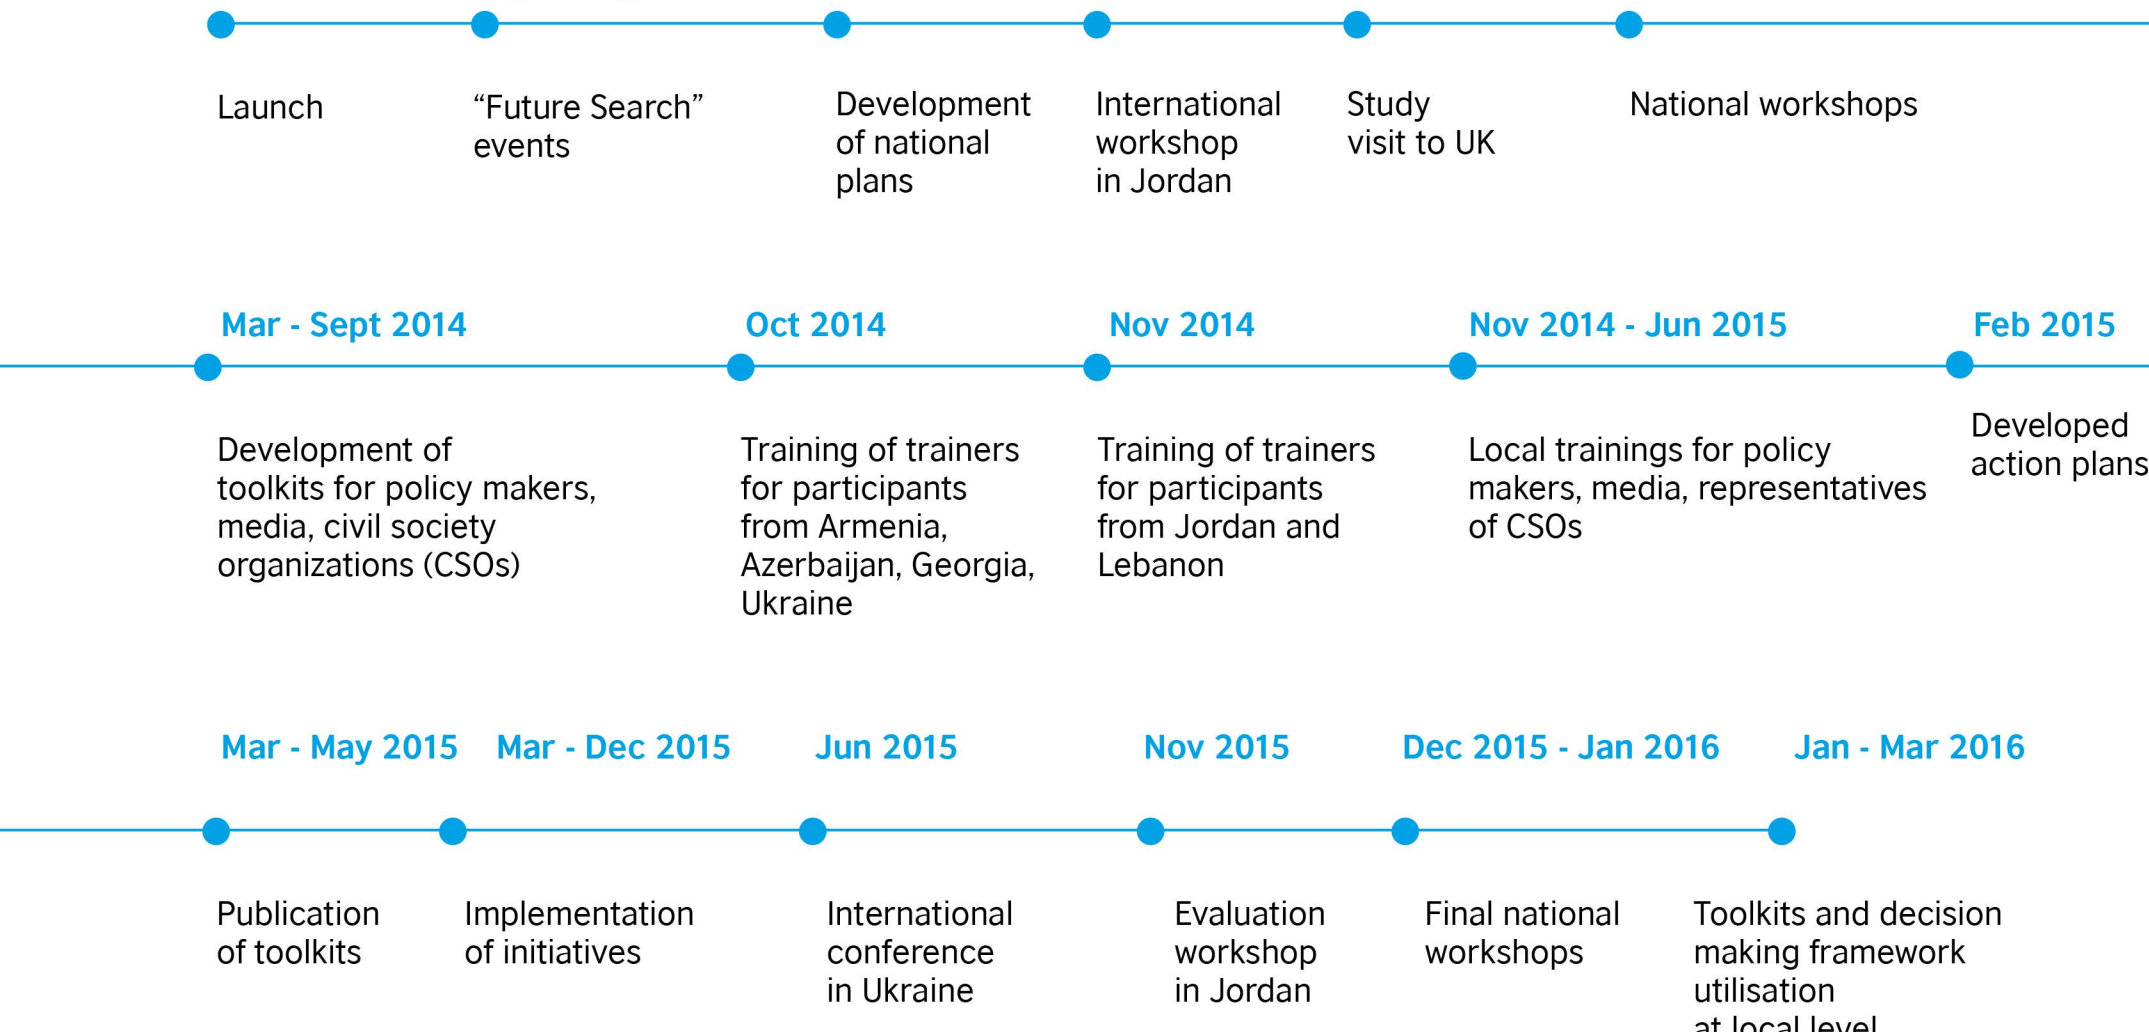 Launch
“Future Search”
events
Development
of national
plans
International
workshop
in Jordan
Study
visit to UK
National workshops
Mar - Sept 2014
Development of
toolkits for policy makers,
media, civil society
organizations (CSOs)
Oct 2014
Training of trainers
for participants
from Armenia,
Azerbaijan, Georgia,
Ukraine
Nov 2014
Training of trainers
for participants
from Jordan and
Lebanon
Nov 2014 - Jun 2015
Local trainings for policy
makers, media, representatives
of CSOs
Feb 2015
Developed
action plans
Mar - May 2015
Publication
of toolkits
Mar - Dec 2015
Implementation
of initiatives
Jun 2015
International
conference
in Ukraine
Nov 2015
Evaluation
workshop
in Jordan
Dec 2015 - Jan 2016
Final national
workshops
Jan - Mar 2016
Toolkits and decision
making framework
utilisation
at local level